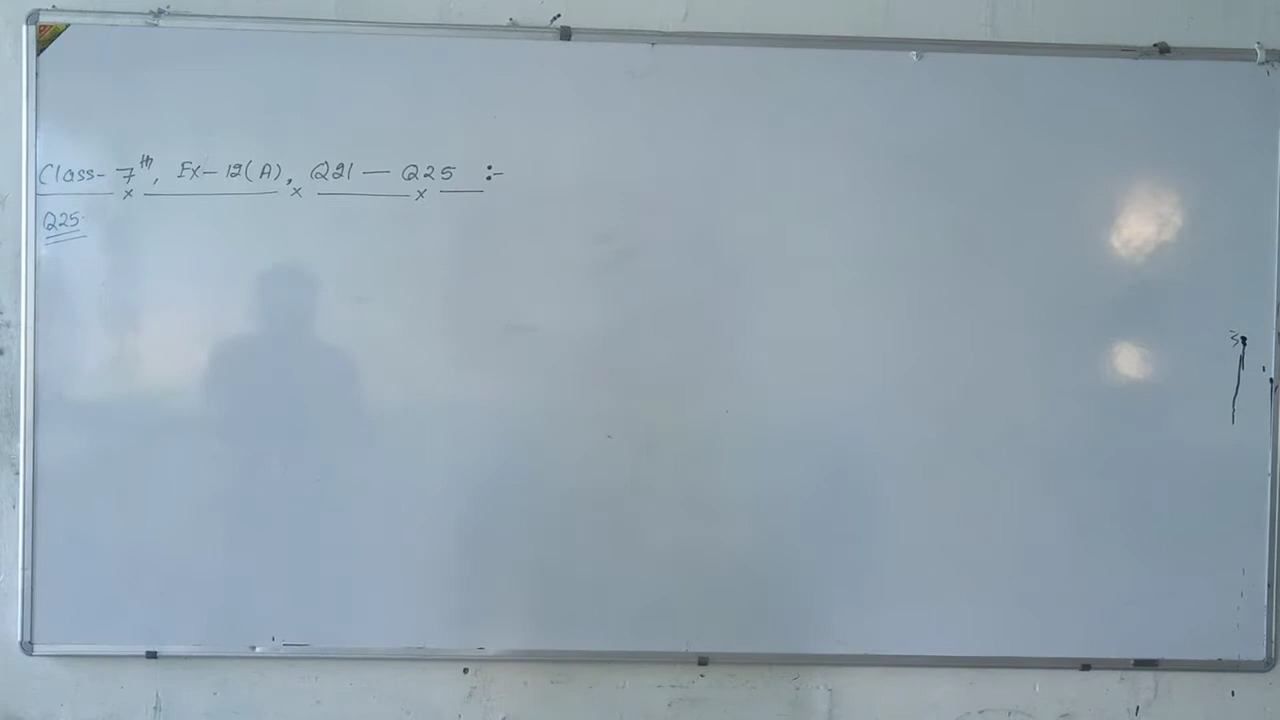 Class- 7th, Ex-12(A), Q21 — Q25 :-
Q25.